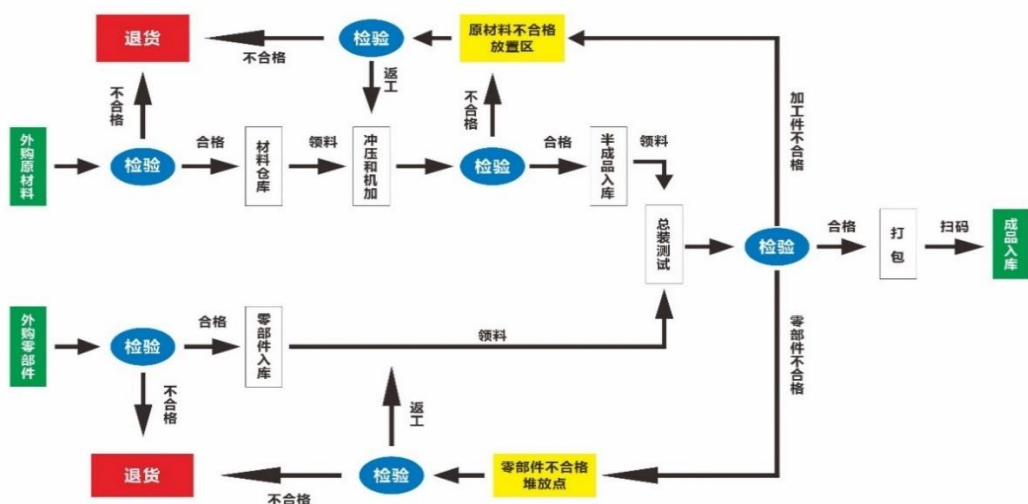 退货
不合格
检验
原材料不合格
放置区
返工
不合格
外购原材料
检验
合格
材料仓库
领料
冲压和机加
不合格
检验
合格
半成品入库
领料
加工件不合格
总装测试
检验
合格
打包
扫码
成品入库
外购零部件
检验
合格
零部件入库
领料
零部件不合格
不合格
返工
退货
不合格
检验
零部件不合格
堆放点